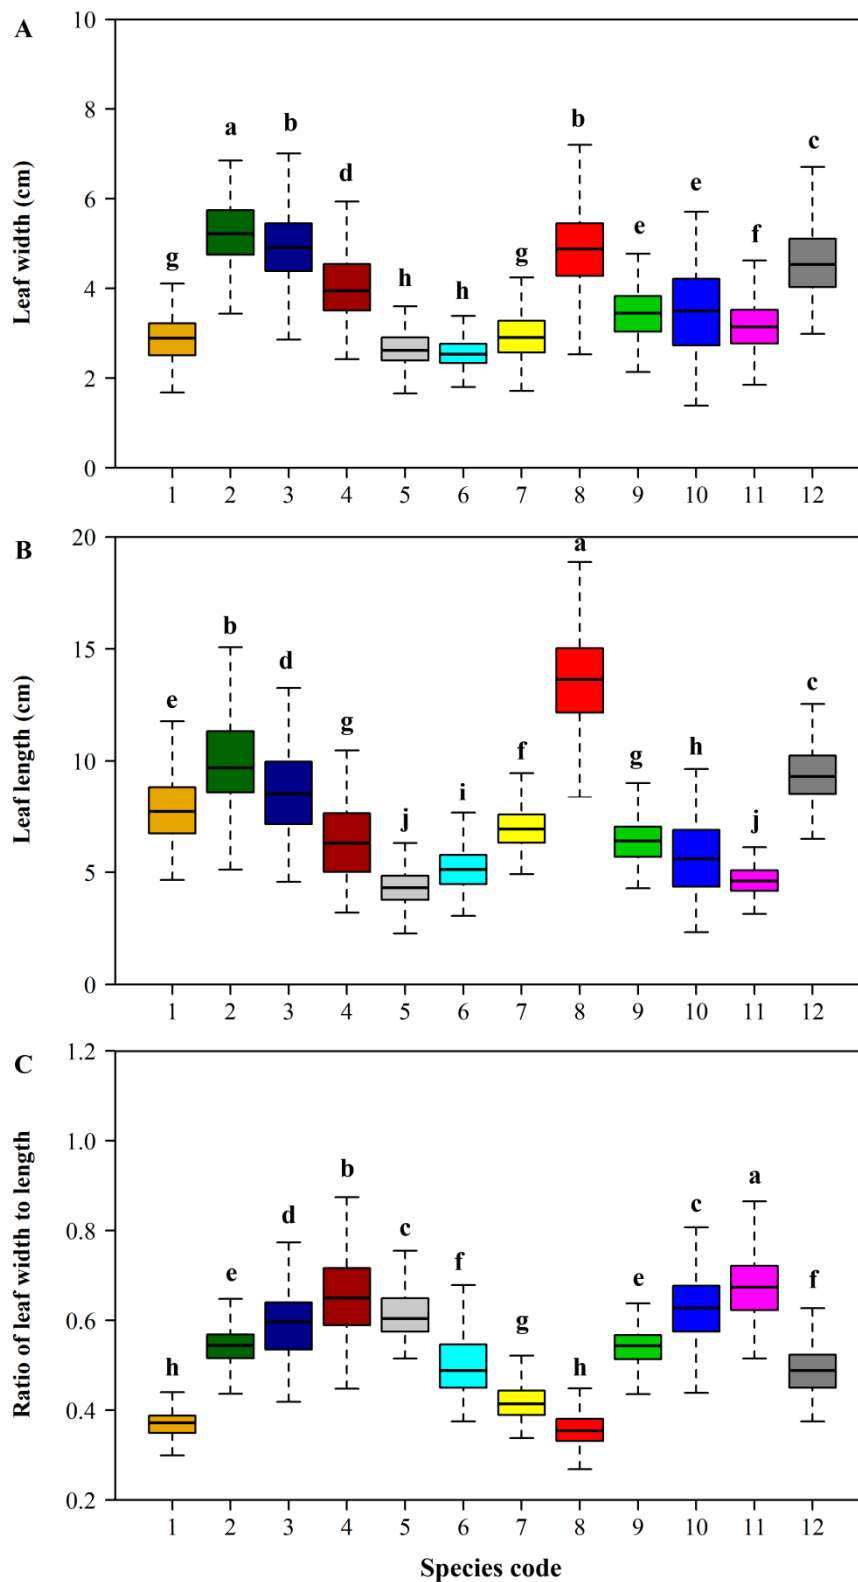 A
Leaf width (cm)
10
8
6
4
2
0
g a b d h h g b e e f c
1 2 3 4 5 6 7 8 9 10 11 12
B
Leaf length (cm)
20
15
10
5
0
e b d g j i f a g h j c
1 2 3 4 5 6 7 8 9 10 11 12
C
Ratio of leaf width to length
1.2
1.0
0.8
0.6
0.4
0.2
h e d b c f g h e c a f
1 2 3 4 5 6 7 8 9 10 11 12
Species code